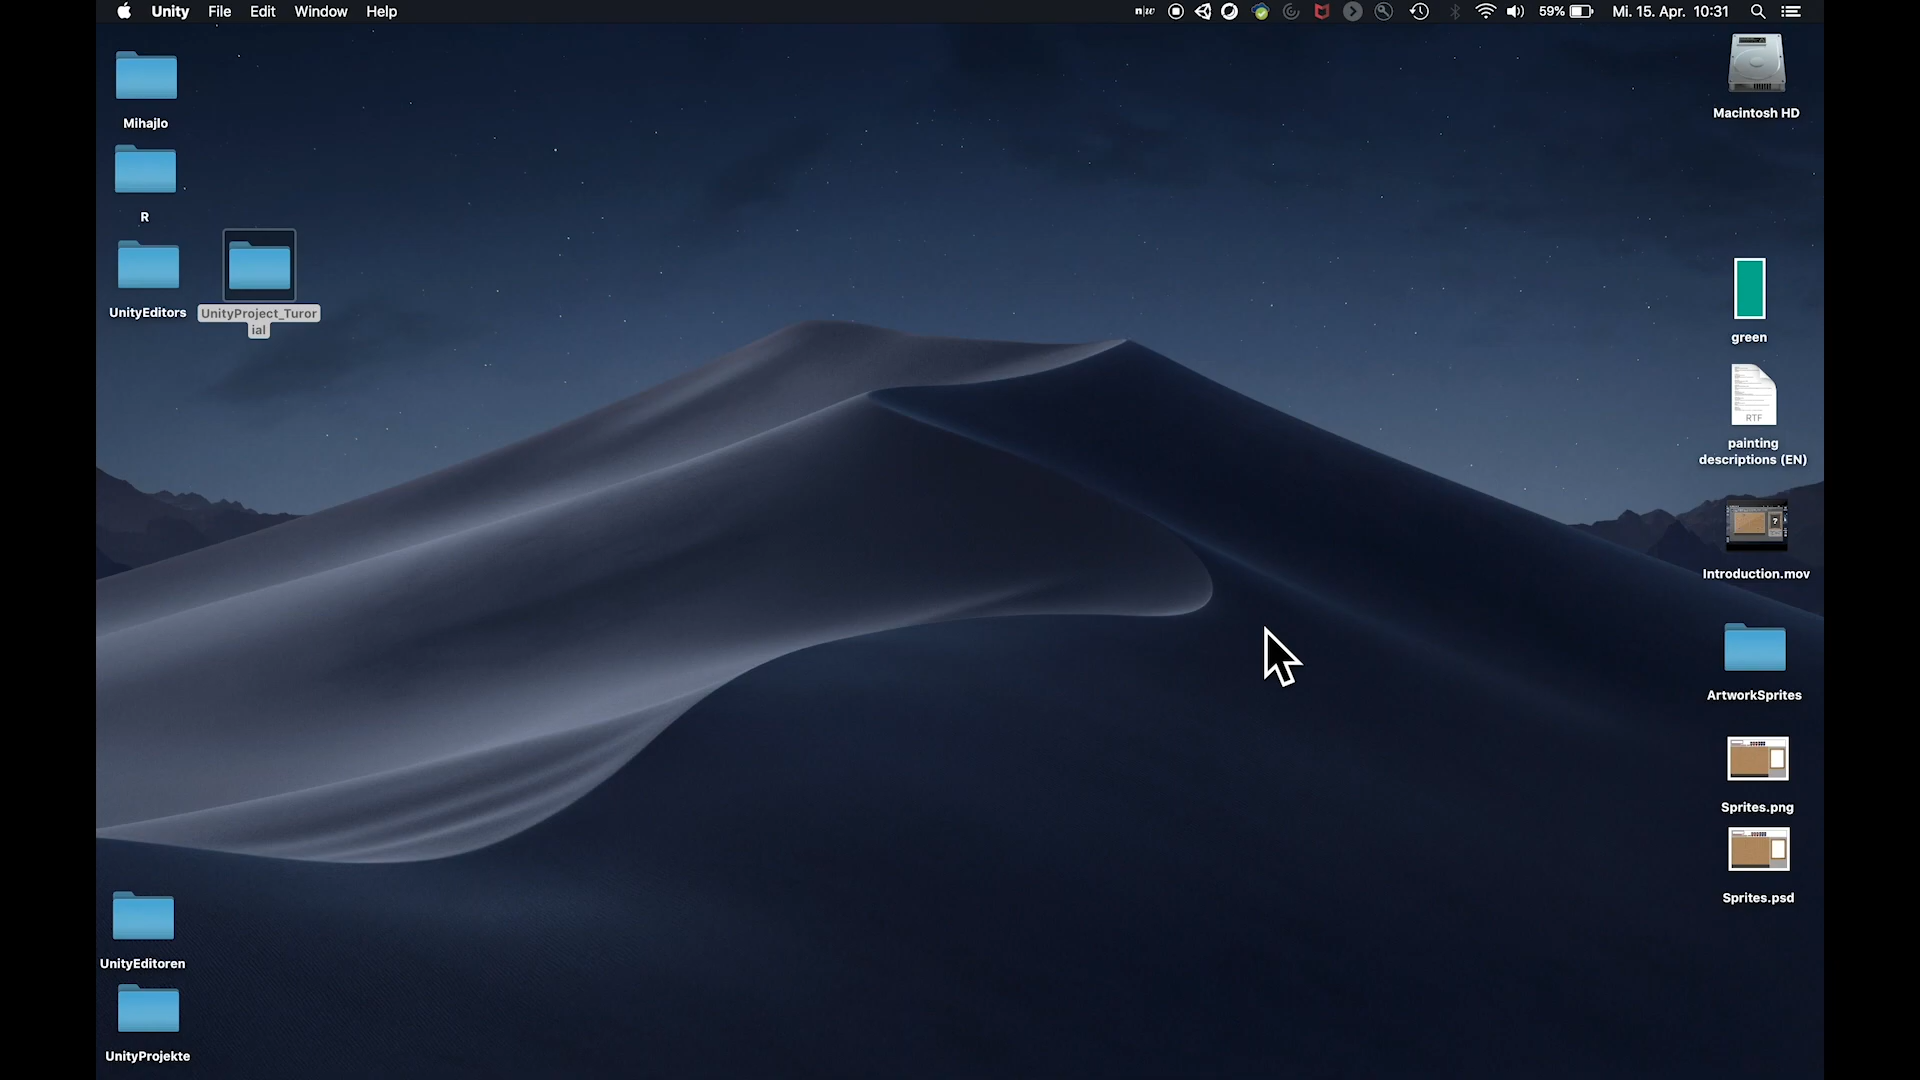 Unity File Edit Window Help
n|w
59%
Mi. 15. Apr. 10:31
Mihajlo
R
UnityEditors
UnityProject_Turor
ial
UnityEditoren
UnityProjekte
Macintosh HD
green
RTF
painting
descriptions (EN)
7
Introduction.mov
ArtworkSprites
Sprites.png
Sprites.psd